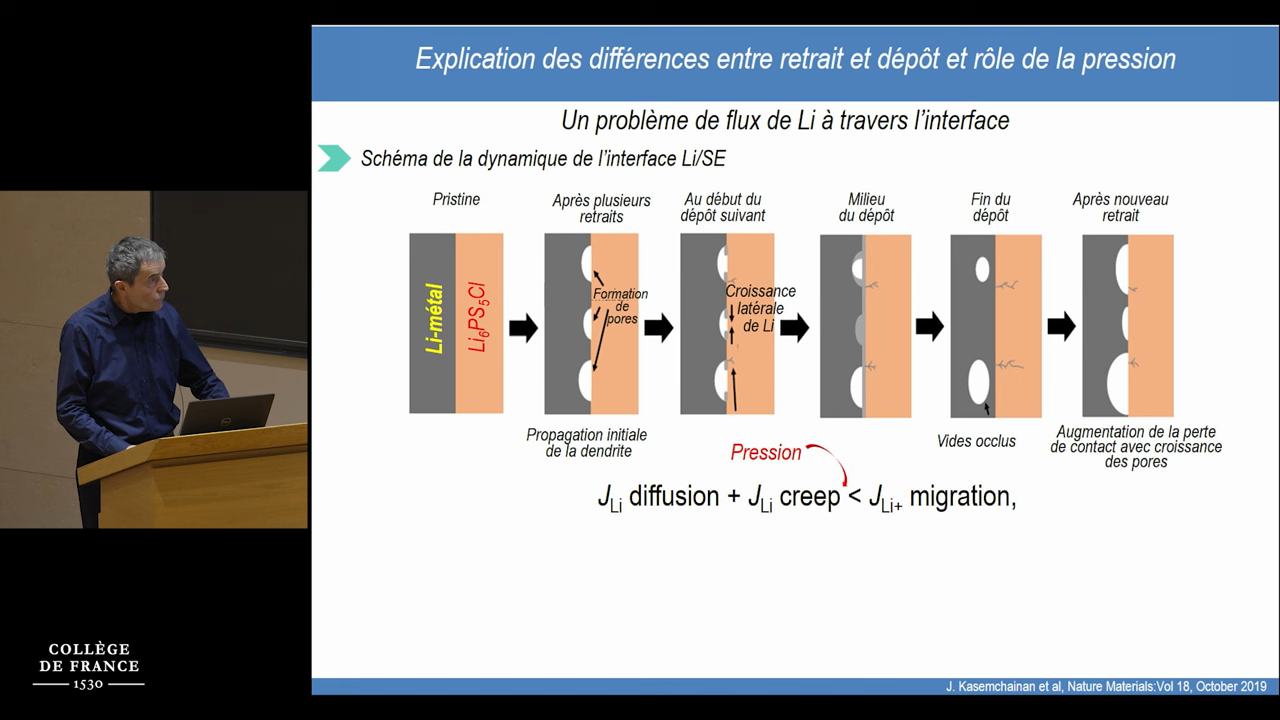 Explication des différences entre retrait et dépôt et rôle de la pression
Un problème de flux de Li à travers l'interface
Schéma de la dynamique de l'interface Li/SE
Pristine
Après plusieurs
retraits
Au début du
dépôt suivant
Milieu
du dépôt
Fin du
dépôt
Après nouveau
retrait
Li-métal
Li6PS5Cl
Formation
de
pores
Croissance
latérale
de Li
Propagation initiale
de la dendrite
Vides occlus
Augmentation de la perte
de contact avec croissance
des pores
Pression
JLi diffusion + JLi creep < JLi+ migration,
COLLÈGE
DE FRANCE
1530
J. Kasemchainan et al, Nature Materials:Vol 18, October 2019